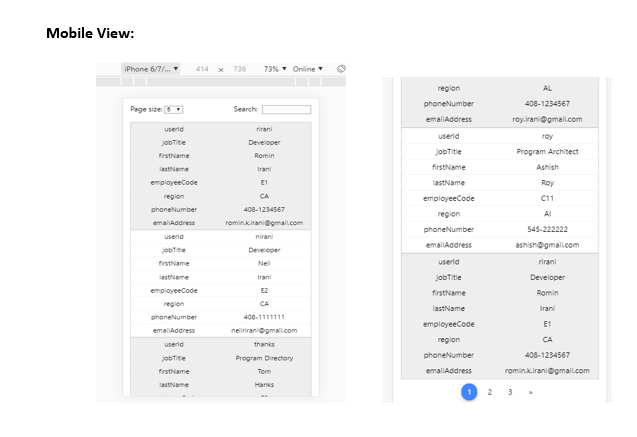 Mobile View:
iPhone 6/7/... ▼ 414 × 736 73% ▼ Online ▼
Page size: 6 ▼ Search:
userId rirani
jobTitle Developer
firstName Romin
lastName Irani
employeeCode E1
region CA
phoneNumber 408-1234567
emailAddress romin.k.irani@gmail.com
userId nirani
jobTitle Developer
firstName Neil
lastName Irani
employeeCode E2
region CA
phoneNumber 408-1111111
emailAddress neilrirani@gmail.com
userId thanks
jobTitle Program Directory
firstName Tom
lastName Hanks
region AL
phoneNumber 408-1234567
emailAddress roy.irani@gmail.com
userId roy
jobTitle Program Architect
firstName Ashish
lastName Roy
employeeCode C11
region AI
phoneNumber 545-222222
emailAddress ashish@gmail.com
userId rirani
jobTitle Developer
firstName Romin
lastName Irani
employeeCode E1
region CA
phoneNumber 408-1234567
emailAddress romin.k.irani@gmail.com
1 2 3 »